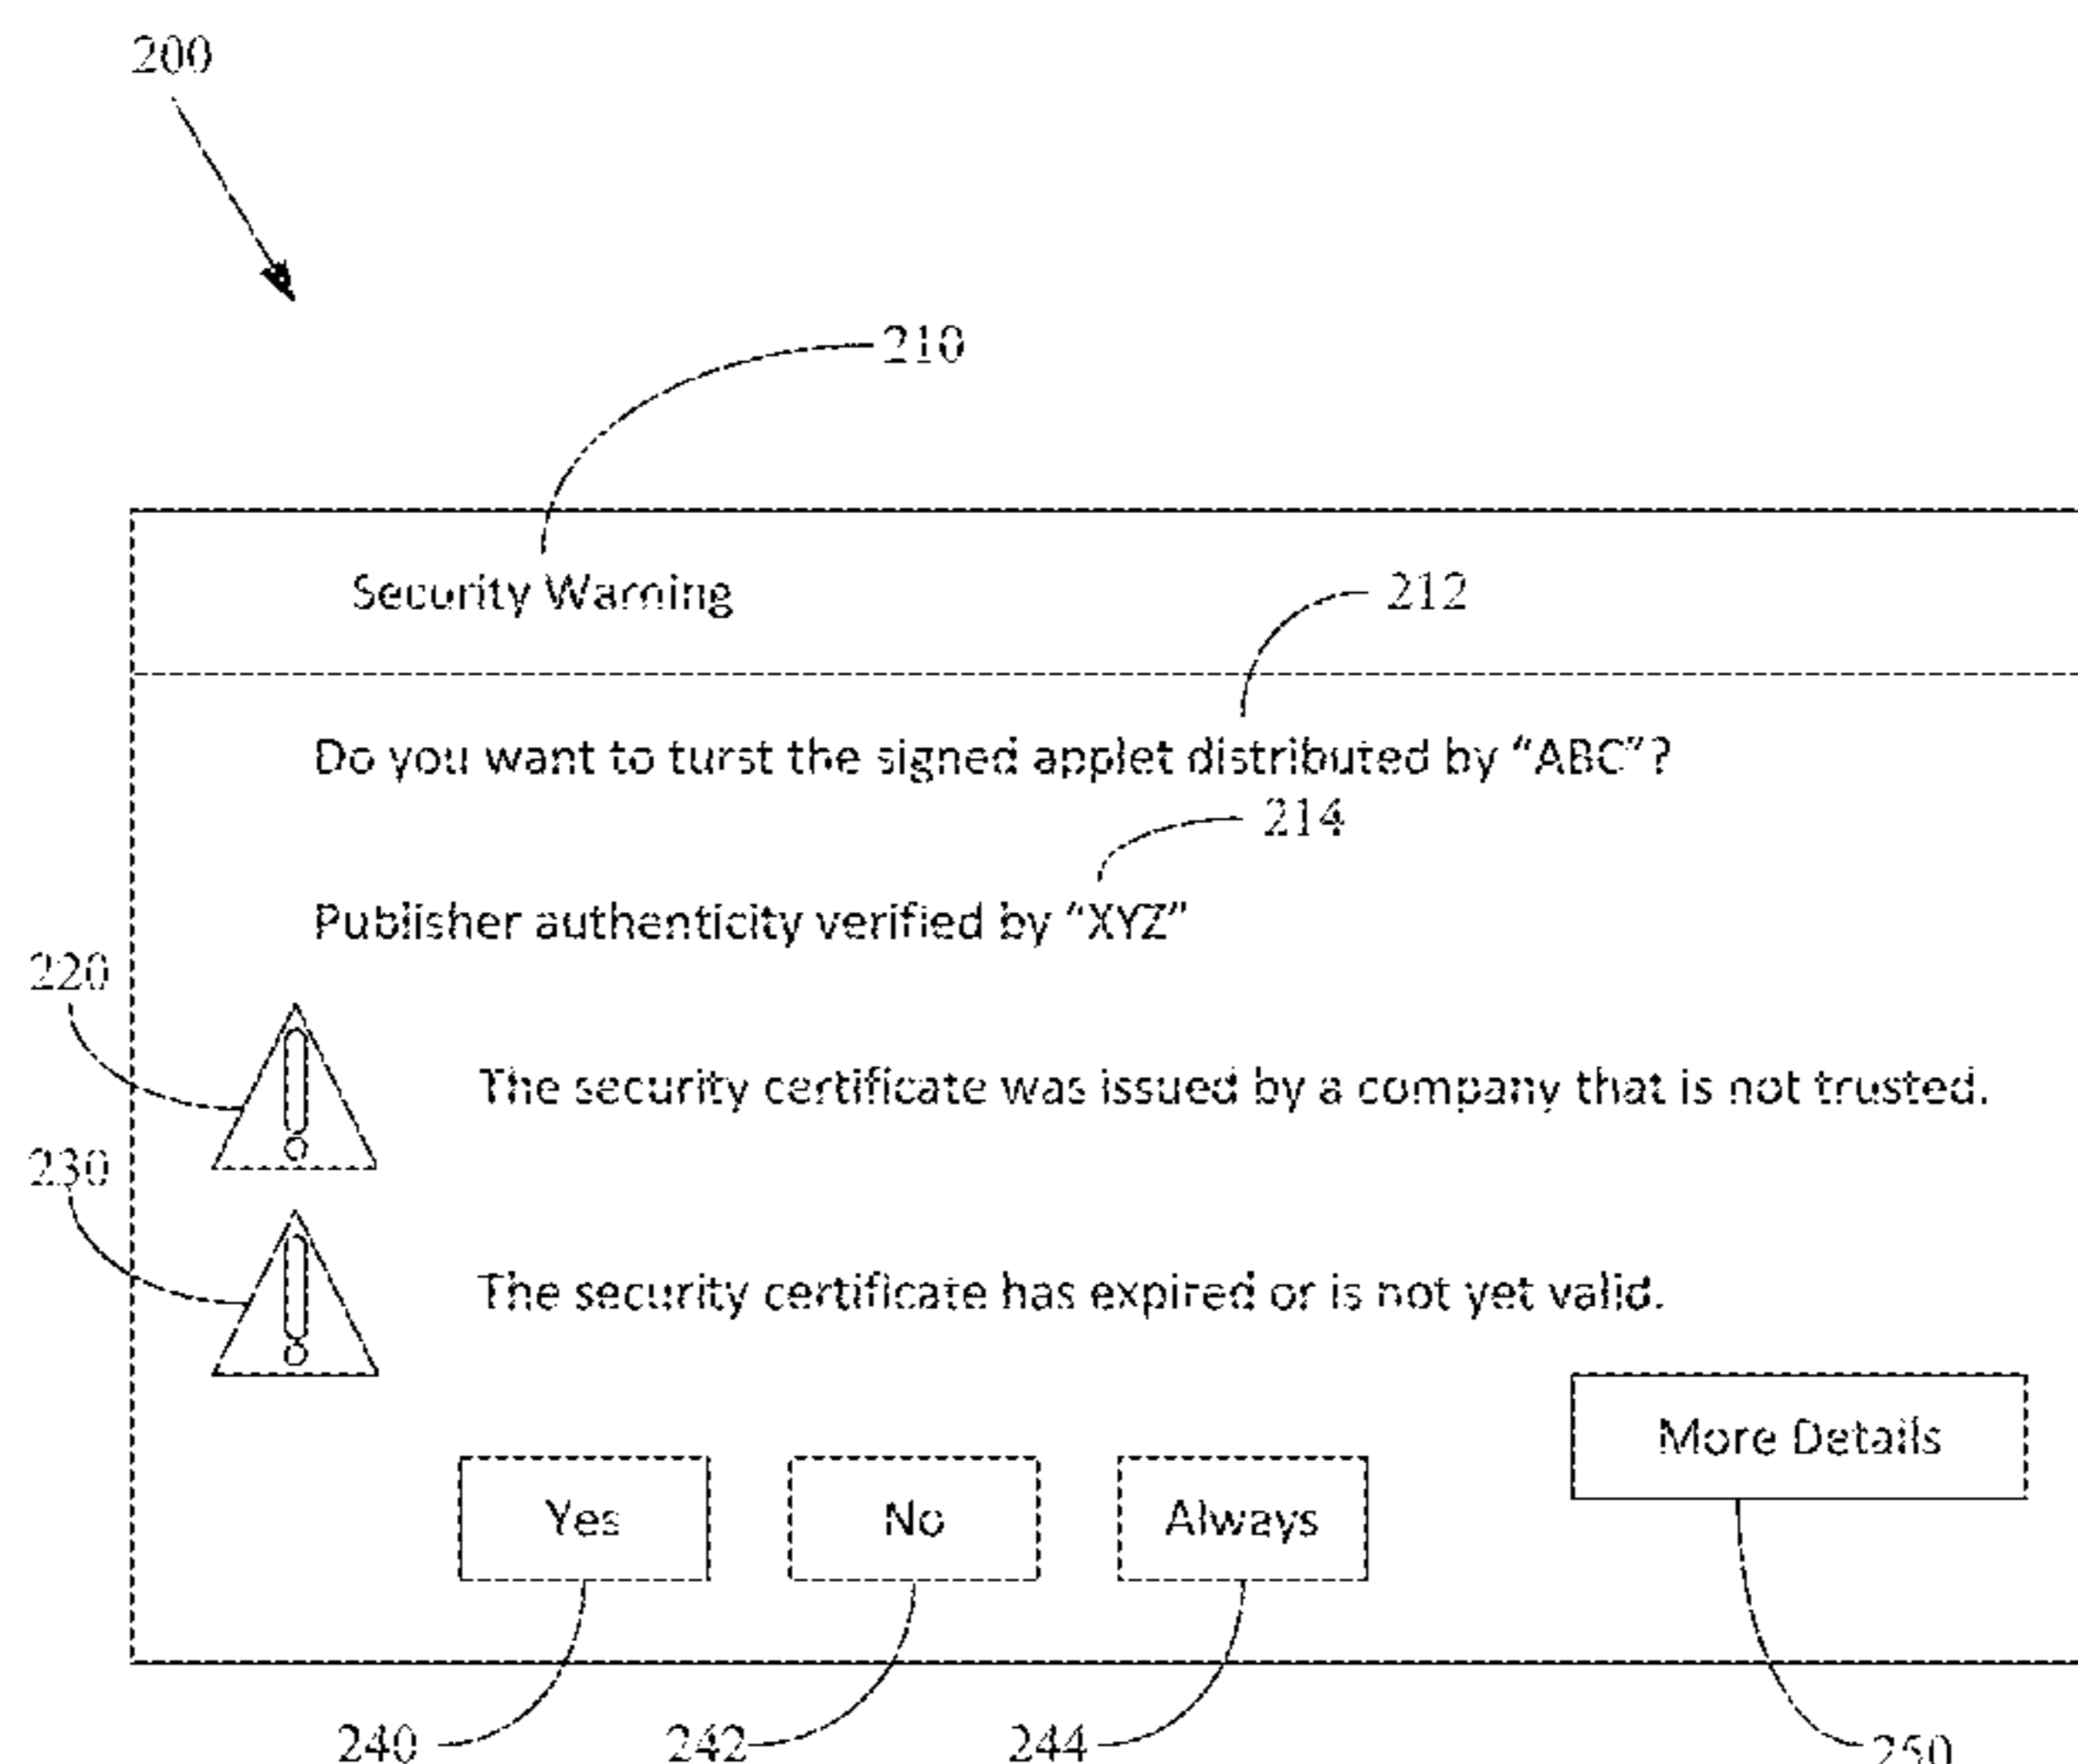 200
210
Security Warning
212
Do you want to turst the signed applet distributed by “ABC”?
214
Publisher authenticity verified by “XYZ”
220
The security certificate was issued by a company that is not trusted.
230
The security certificate has expired or is not yet valid.
More Details
Yes No Always
240 242 244 250